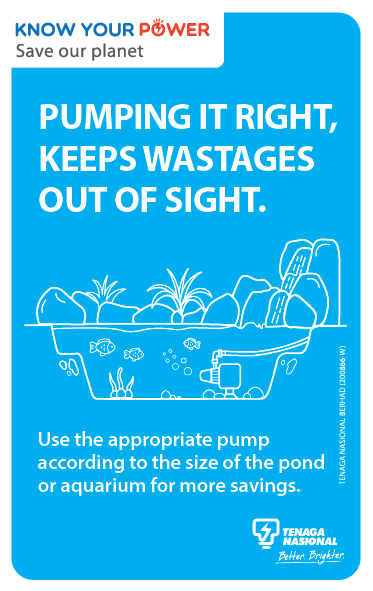 KNOW YOUR POWER
Save our planet
PUMPING IT RIGHT,
KEEPS WASTAGES
OUT OF SIGHT.
TENAGA NASIONAL BERHAD (200866-W)
Use the appropriate pump
according to the size of the pond
or aquarium for more savings.
TENAGA
NASIONAL
Better. Brighter.